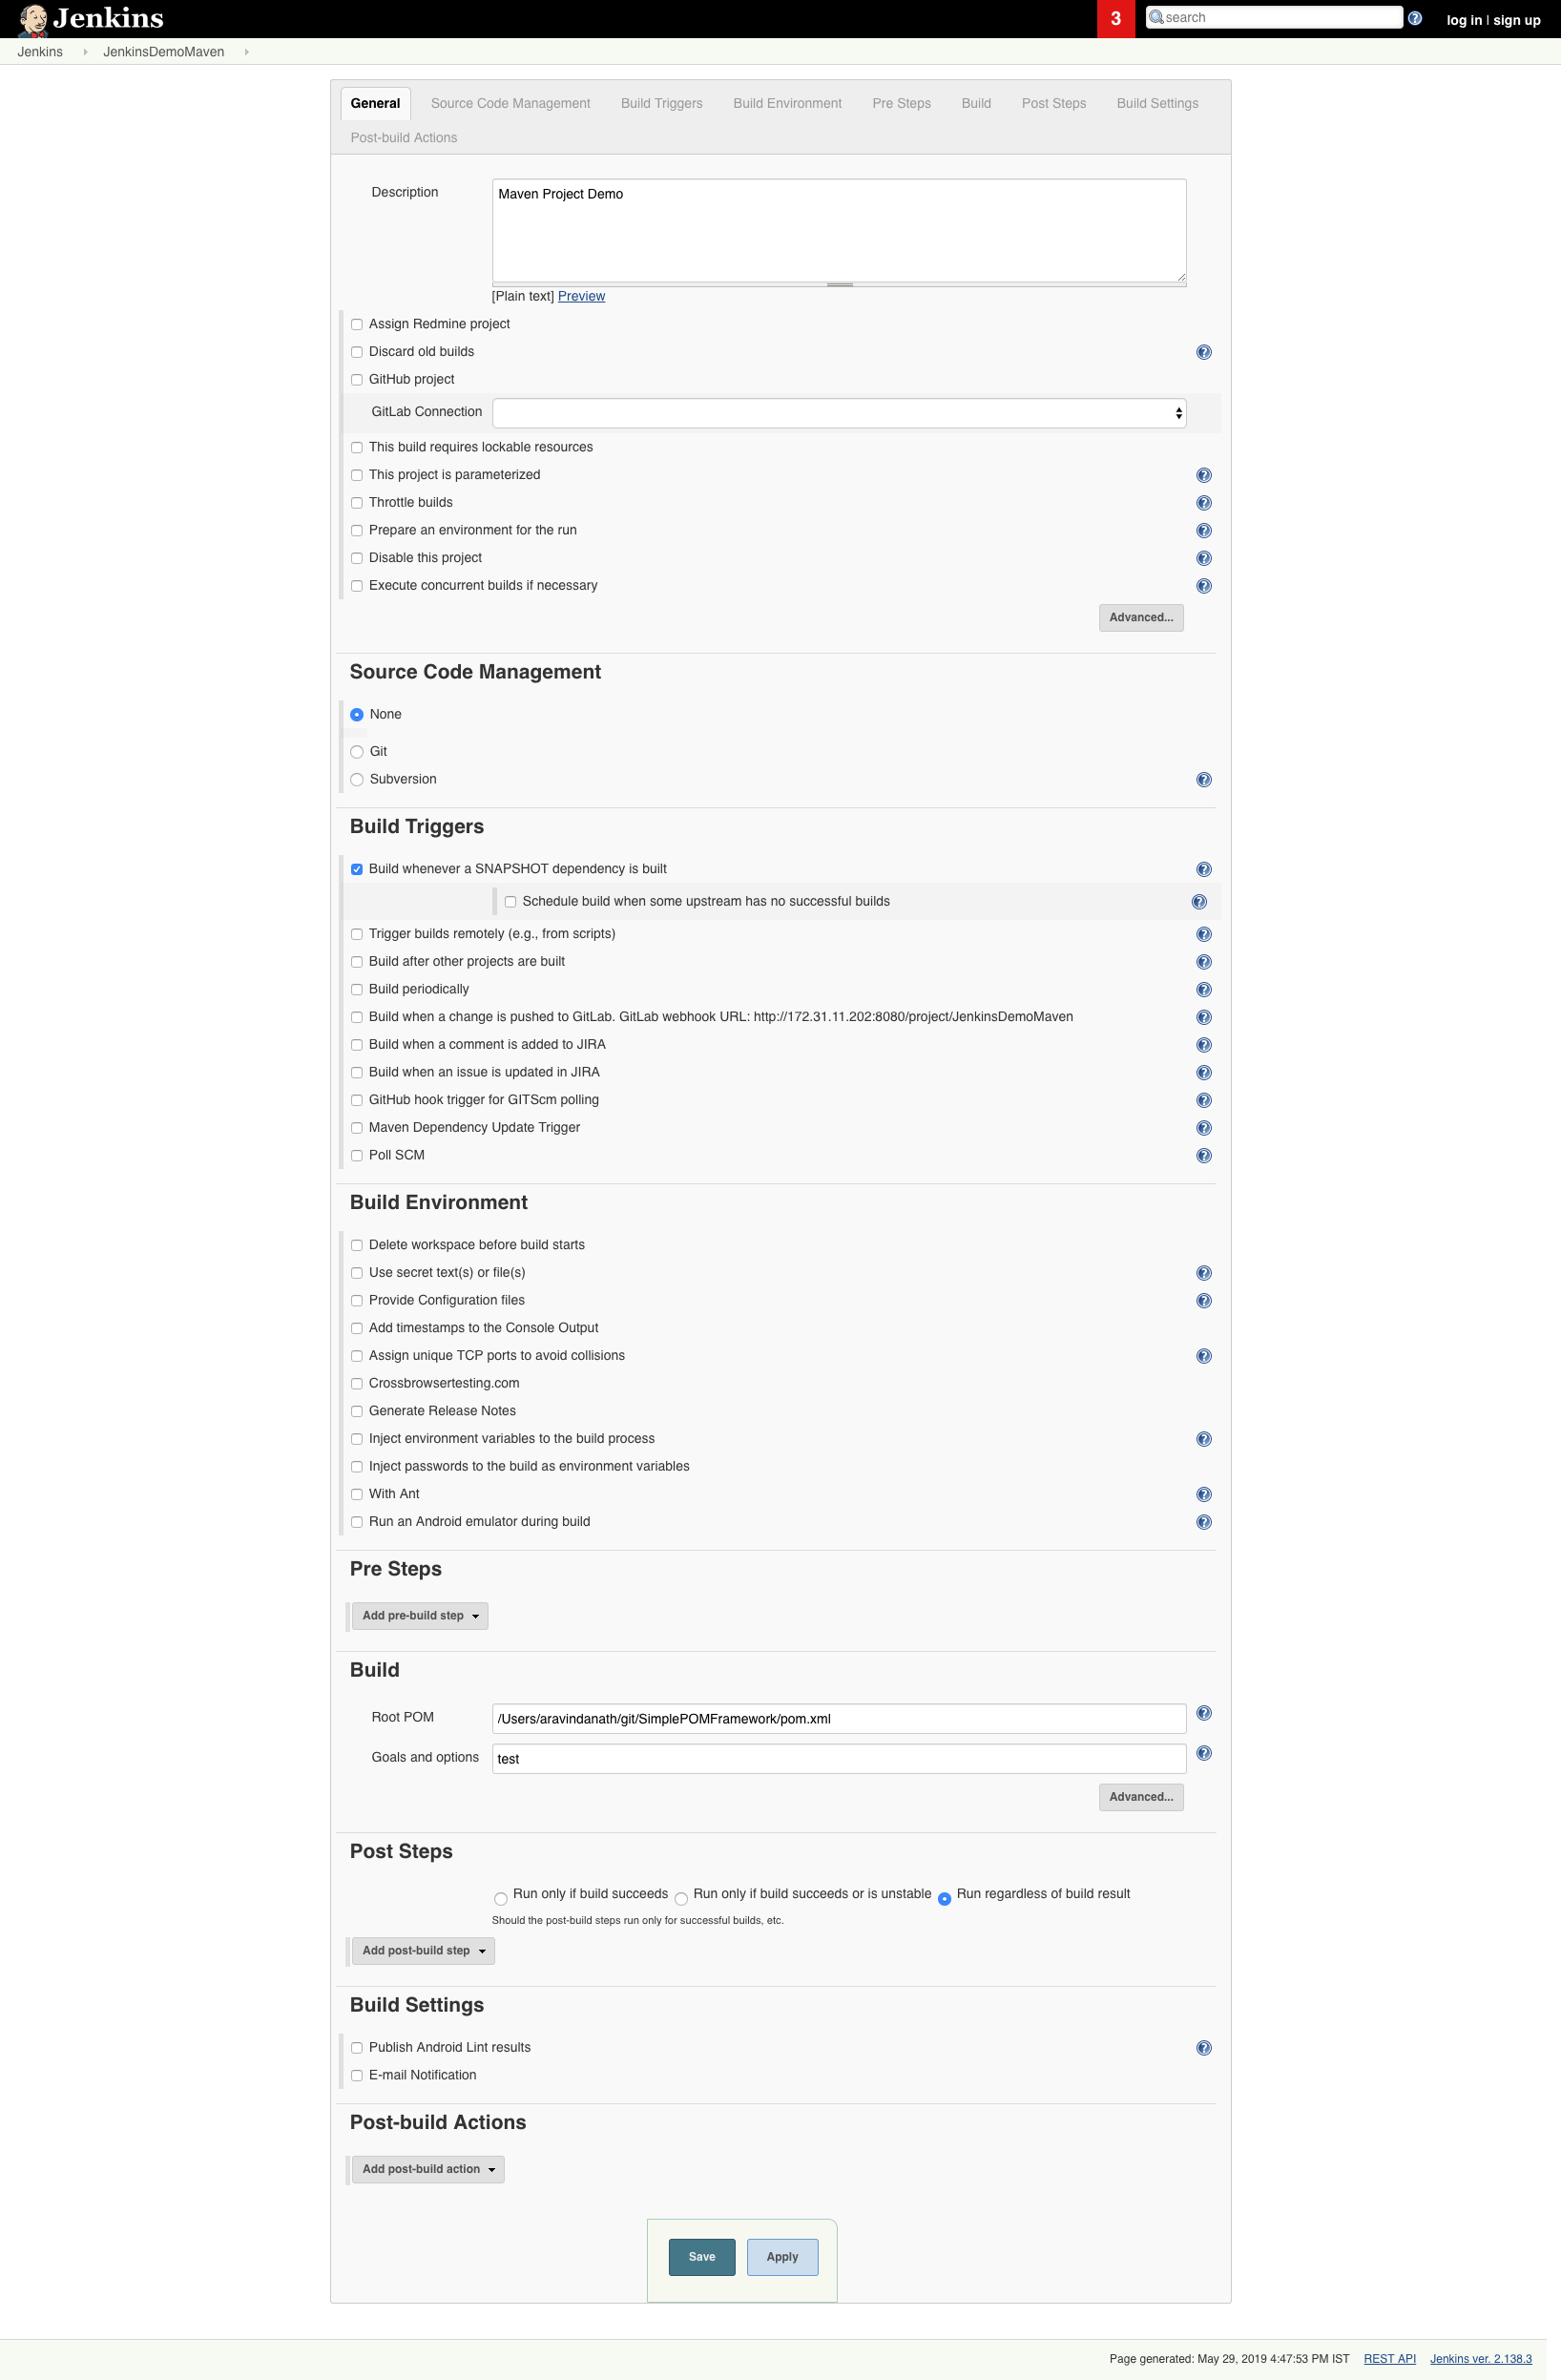 Jenkins
3
search
log in | sign up
Jenkins
JenkinsDemoMaven
General
Source Code Management
Build Triggers
Build Environment
Pre Steps
Build
Post Steps
Build Settings
Post-build Actions
Description
Maven Project Demo
[Plain text] Preview
Assign Redmine project
Discard old builds
GitHub project
GitLab Connection
This build requires lockable resources
This project is parameterized
Throttle builds
Prepare an environment for the run
Disable this project
Execute concurrent builds if necessary
Advanced...
Source Code Management
None
Git
Subversion
Build Triggers
Build whenever a SNAPSHOT dependency is built
Schedule build when some upstream has no successful builds
Trigger builds remotely (e.g., from scripts)
Build after other projects are built
Build periodically
Build when a change is pushed to GitLab. GitLab webhook URL: http://172.31.11.202:8080/project/JenkinsDemoMaven
Build when a comment is added to JIRA
Build when an issue is updated in JIRA
GitHub hook trigger for GITScm polling
Maven Dependency Update Trigger
Poll SCM
Build Environment
Delete workspace before build starts
Use secret text(s) or file(s)
Provide Configuration files
Add timestamps to the Console Output
Assign unique TCP ports to avoid collisions
Crossbrowsertesting.com
Generate Release Notes
Inject environment variables to the build process
Inject passwords to the build as environment variables
With Ant
Run an Android emulator during build
Pre Steps
Add pre-build step
Build
Root POM
/Users/aravindanath/git/SimplePOMFramework/pom.xml
Goals and options
test
Advanced...
Post Steps
Run only if build succeeds
Run only if build succeeds or is unstable
Run regardless of build result
Should the post-build steps run only for successful builds, etc.
Add post-build step
Build Settings
Publish Android Lint results
E-mail Notification
Post-build Actions
Add post-build action
Save
Apply
Page generated: May 29, 2019 4:47:53 PM IST
REST API
Jenkins ver. 2.138.3